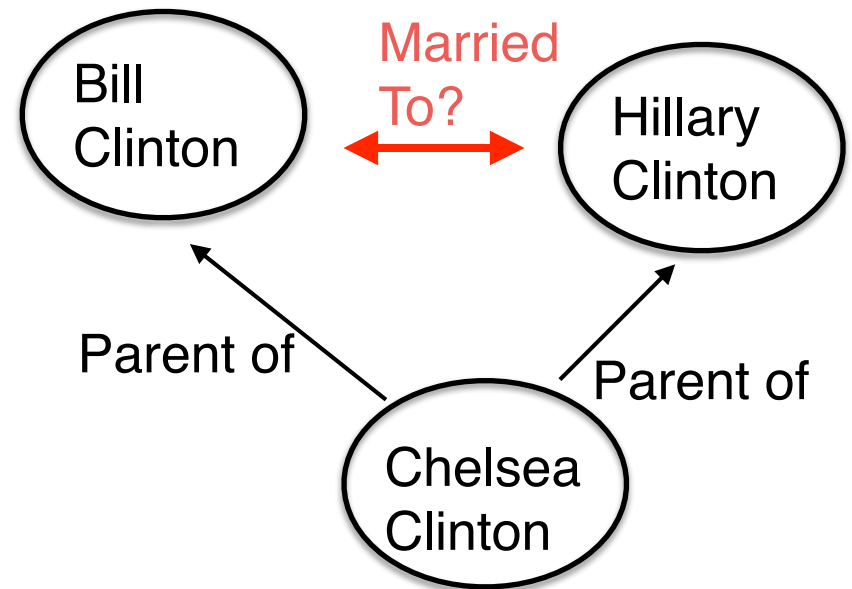 Bill
Clinton
Married
To?
Hillary
Clinton
Parent of
Parent of
Chelsea
Clinton